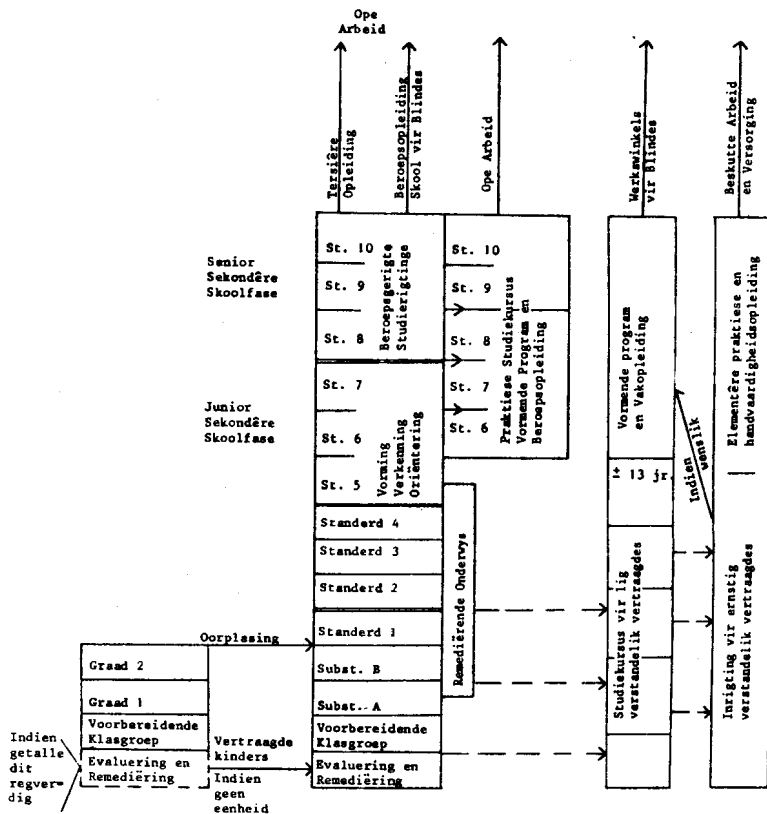 Ope
Arbeid
Tersiêre
Opleiding
Beroepsopleiding
Skool vir Blindes
Ope Arbeid
Werkswinkels
vir Blindes
Beskutte Arbeid
en Versorging
Senior
Sekondêre
Skoolfase
St. 10
St. 9
St. 8
Beroepsgerigte
Studierigtinge
St. 10
St. 9
St. 8
St. 7
St. 6
Praktiese Studiekursus
Vormende Program en
Beroepsopleiding
Junior
Sekondêre
Skoolfase
St. 7
St. 6
St. 5
Vorming
Verkenning
Oriëntering
Standerd 4
Standerd 3
Standerd 2
Standerd 1
Subst. B
Subst. A
Voorbereidende
Klasgroep
Evaluering en
Remediëring
Remediërende Onderwys
Vormende program
en Vakopleiding
± 13 jr.
Studiekursus vir lig
verstandelik vertraagdes
Indien
wenslik
Elementêre praktiese en
handvaardigheidsopleiding
Inrigting vir ernstig
verstandelik vertraagdes
Oorplasing
Graad 2
Graad 1
Voorbereidende
Klasgroep
Evaluering en
Remediëring
Indien
getalle
dit
regver-
dig
Vertraagde
kinders
Indien
geen
eenheid